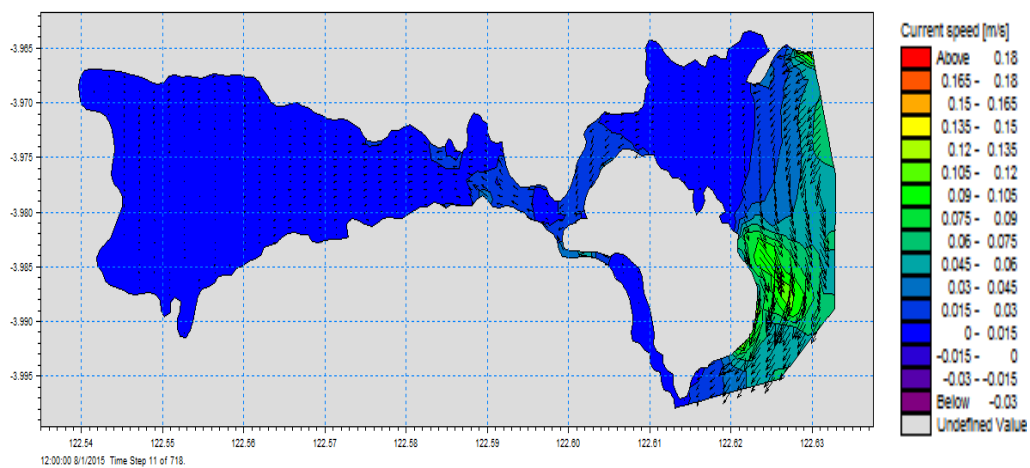 Current speed [m/s]
Above 0.18
0.165 - 0.18
0.15 - 0.165
0.135 - 0.15
0.12 - 0.135
0.105 - 0.12
0.09 - 0.105
0.075 - 0.09
0.06 - 0.075
0.045 - 0.06
0.03 - 0.045
0.015 - 0.03
0 - 0.015
-0.015 - 0
-0.03 - -0.015
Below -0.03
Undefined Value
-3.965
-3.970
-3.975
-3.980
-3.985
-3.990
-3.995
122.54 122.55 122.56 122.57 122.58 122.59 122.60 122.61 122.62 122.63
12:00:00 8/1/2015 Time Step 11 of 718.